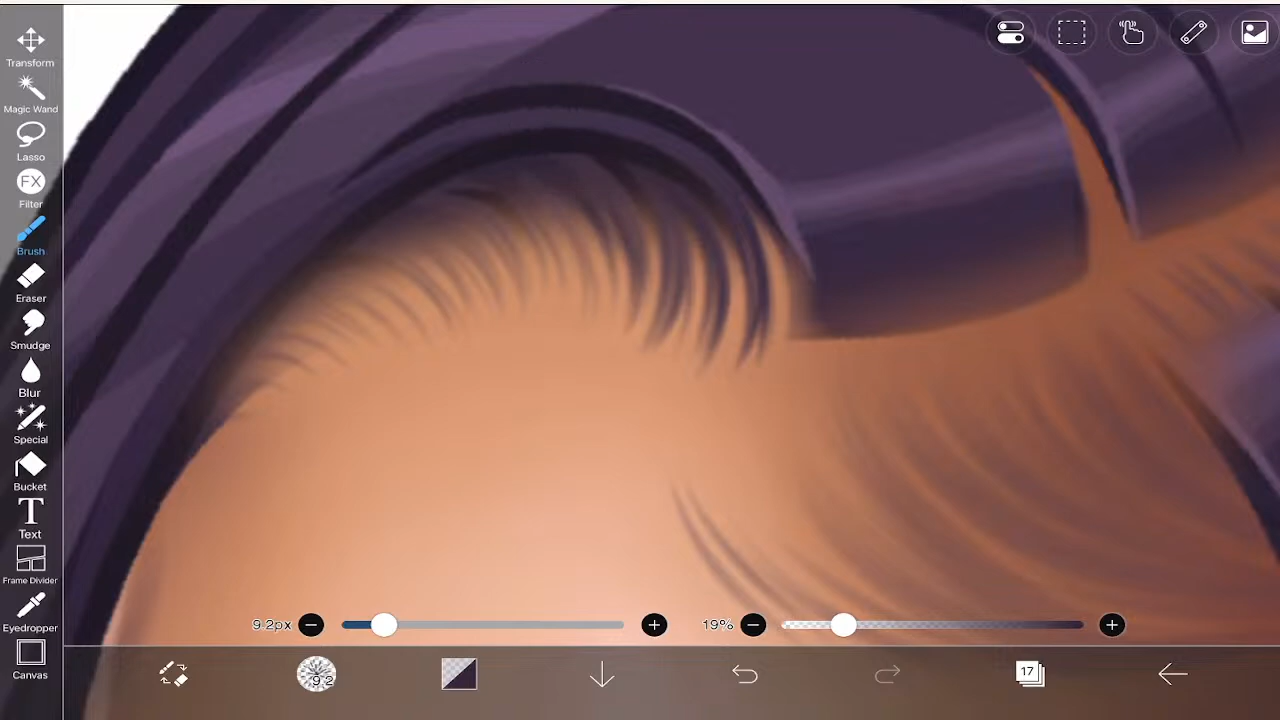 Transform
Magic Wand
Lasso
FX
Filter
Brush
Eraser
Smudge
Blur
Special
Bucket
T
Text
Frame Divider
Eyedropper
Canvas
9.2px
19%
9.2
17